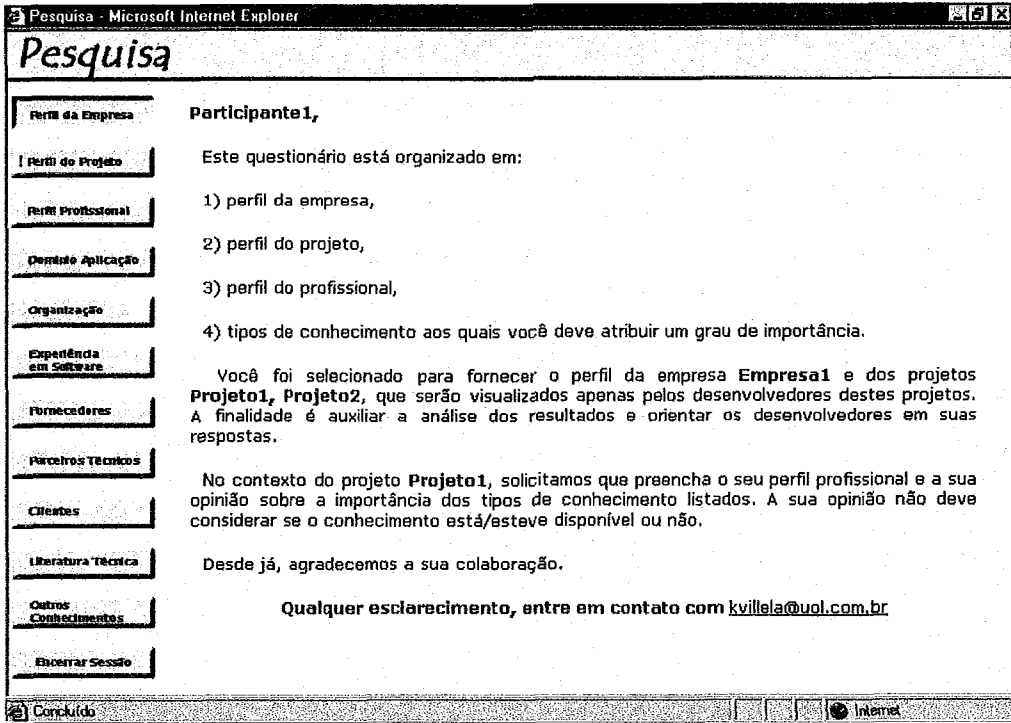 Pesquisa - Microsoft Internet Explorer
Pesquisa
Perfil da Empresa
! Perfil do Projeto
Perfil Profissional
Domínio Aplicação
Organização
Experiência
em Software
Fornecedores
Parceiros Técnicos
Clientes
Literatura Técnica
Outros
Conhecimentos
Encerrar Sessão
Participante1,
Este questionário está organizado em:
1) perfil da empresa,
2) perfil do projeto,
3) perfil do profissional,
4) tipos de conhecimento aos quais você deve atribuir um grau de importância.
Você foi selecionado para fornecer o perfil da empresa Empresa1 e dos projetos
Projeto1, Projeto2, que serão visualizados apenas pelos desenvolvedores destes projetos.
A finalidade é auxiliar a análise dos resultados e orientar os desenvolvedores em suas
respostas.
No contexto do projeto Projeto1, solicitamos que preencha o seu perfil profissional e a sua
opinião sobre a importância dos tipos de conhecimento listados. A sua opinião não deve
considerar se o conhecimento está/esteve disponível ou não.
Desde já, agradecemos a sua colaboração.
Qualquer esclarecimento, entre em contato com kvillela@uol.com.br
Concluído
Internet